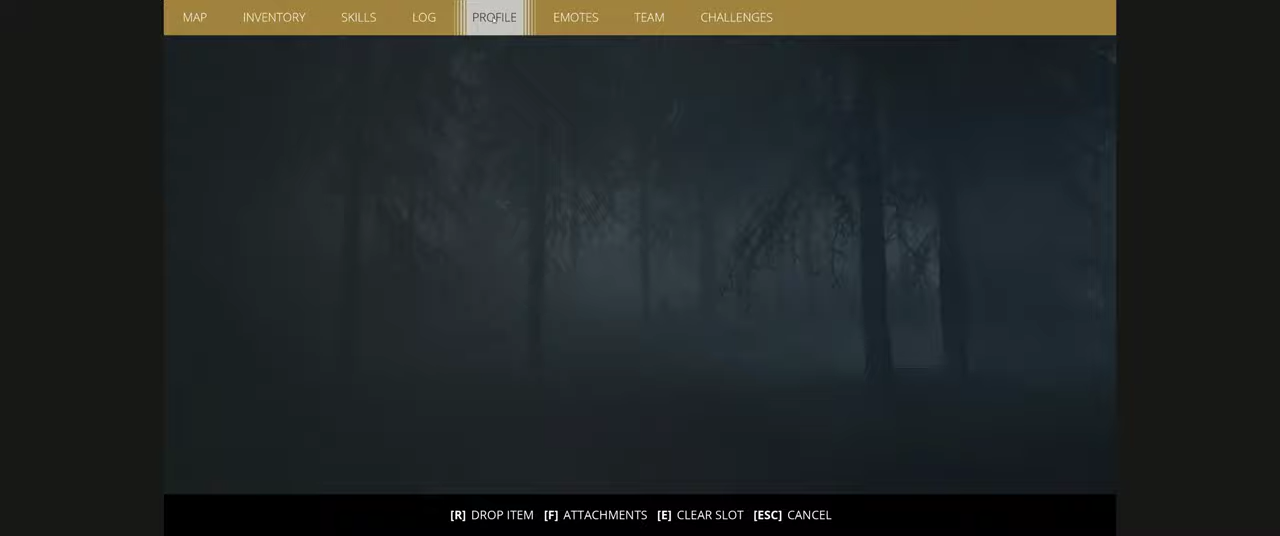 MAP INVENTORY SKILLS LOG PROFILE EMOTES TEAM CHALLENGES
[R] DROP ITEM [F] ATTACHMENTS [E] CLEAR SLOT [ESC] CANCEL